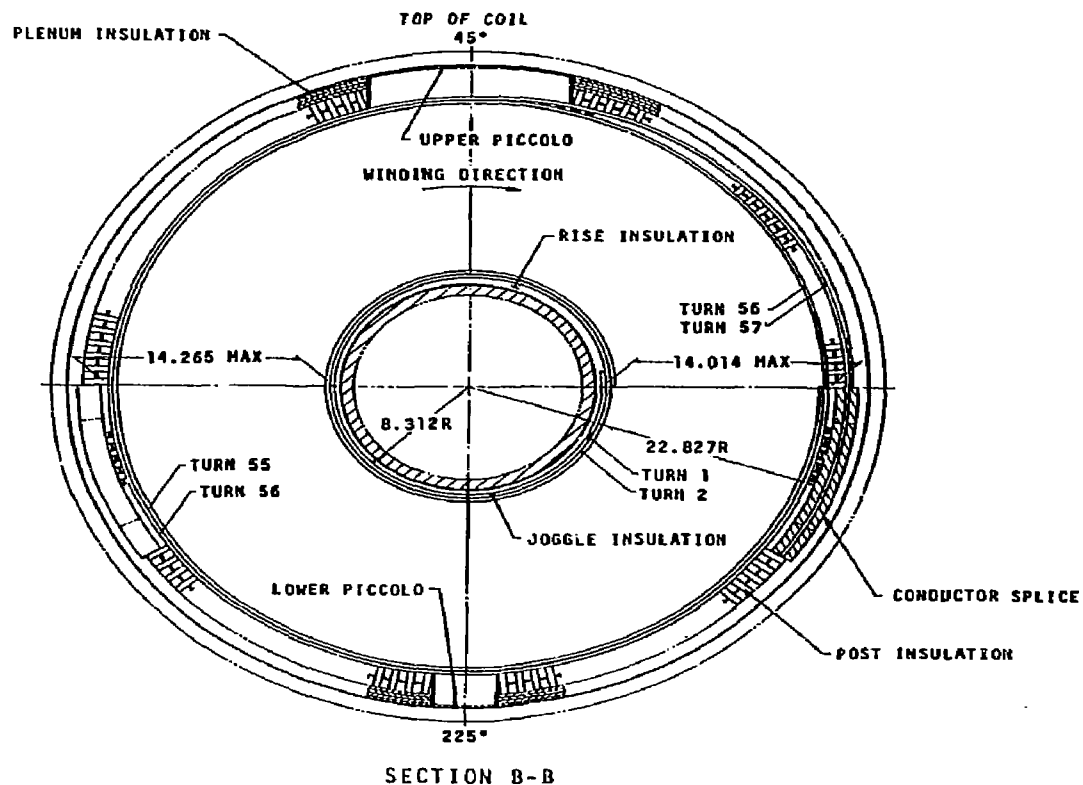 TOP OF COIL
45°
PLENUM INSULATION
UPPER PICCOLO
WINDING DIRECTION
RISE INSULATION
TURN 56
TURN 57
14.265 MAX
14.014 MAX
8.312R
22.827R
TURN 55
TURN 56
TURN 1
TURN 2
JOGGLE INSULATION
LOWER PICCOLO
CONDUCTOR SPLICE
POST INSULATION
225°
SECTION B-B